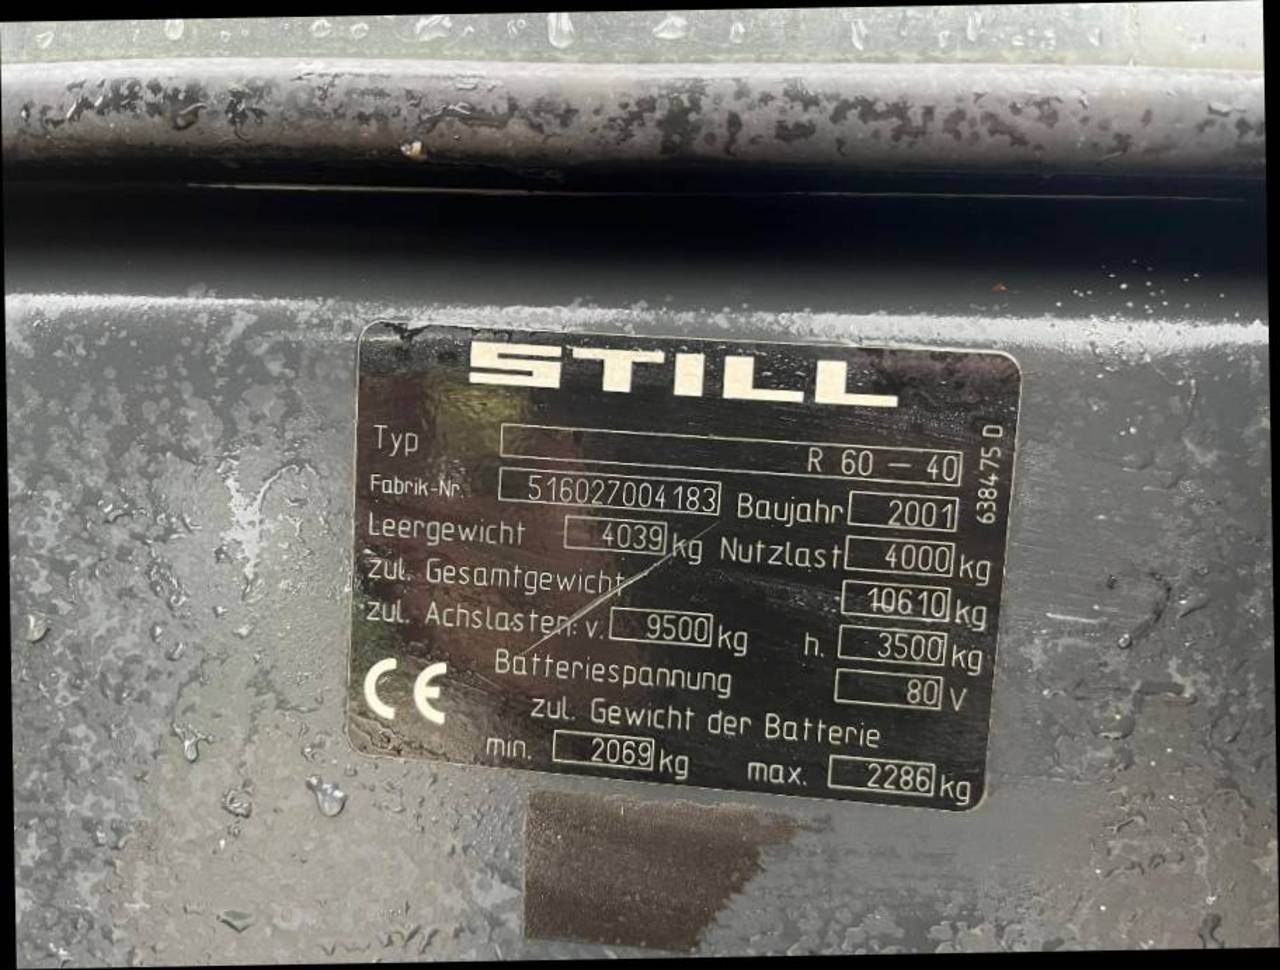 STILL
Typ R 60 - 40
Fabrik-Nr. 516027004183 Baujahr 2001
Leergewicht 4039 kg Nutzlast 4000 kg
zul. Gesamtgewicht 10610 kg
zul. Achslasten: v. 9500 kg h. 3500 kg
Batteriespannung 80 V
zul. Gewicht der Batterie
min. 2069 kg max. 2286 kg
CE
6384750